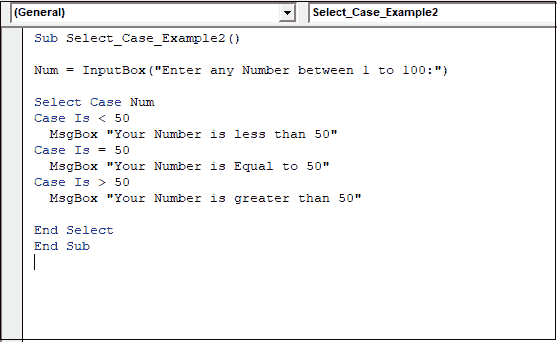 (General) Select_Case_Example2
Sub Select_Case_Example2()
Num = InputBox("Enter any Number between 1 to 100:")
Select Case Num
Case Is < 50
MsgBox "Your Number is less than 50"
Case Is = 50
MsgBox "Your Number is Equal to 50"
Case Is > 50
MsgBox "Your Number is greater than 50"
End Select
End Sub